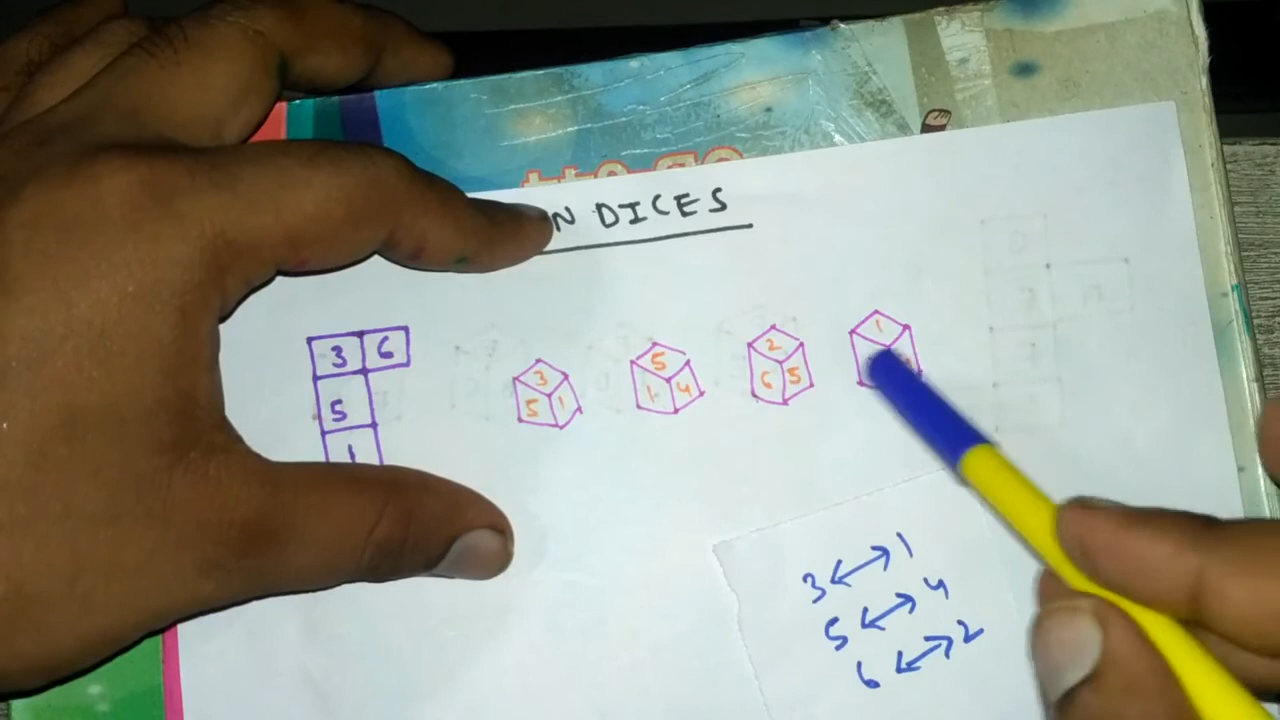 N DICES
3 6
5
1
3 5 1
5 1 4
2 6 5
1
3 ↔ 1
5 ↔ 4
6 ↔ 2